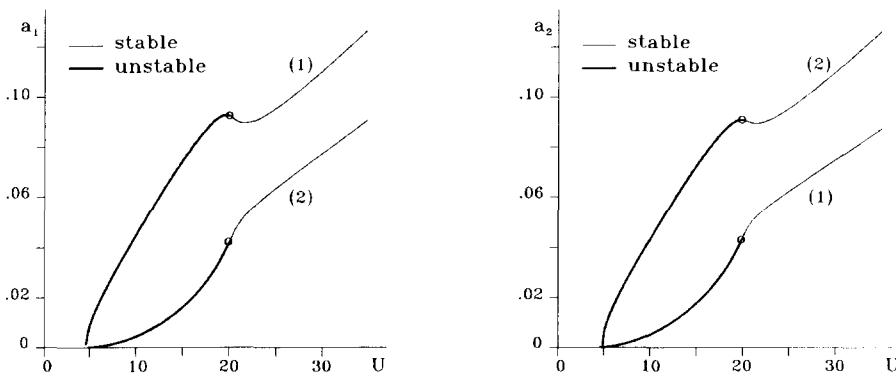 a₁
stable
unstable
(1)
.10
.06
(2)
.02
0
0
10
20
30
U
a₂
stable
unstable
(2)
.10
.06
(1)
.02
0
0
10
20
30
U